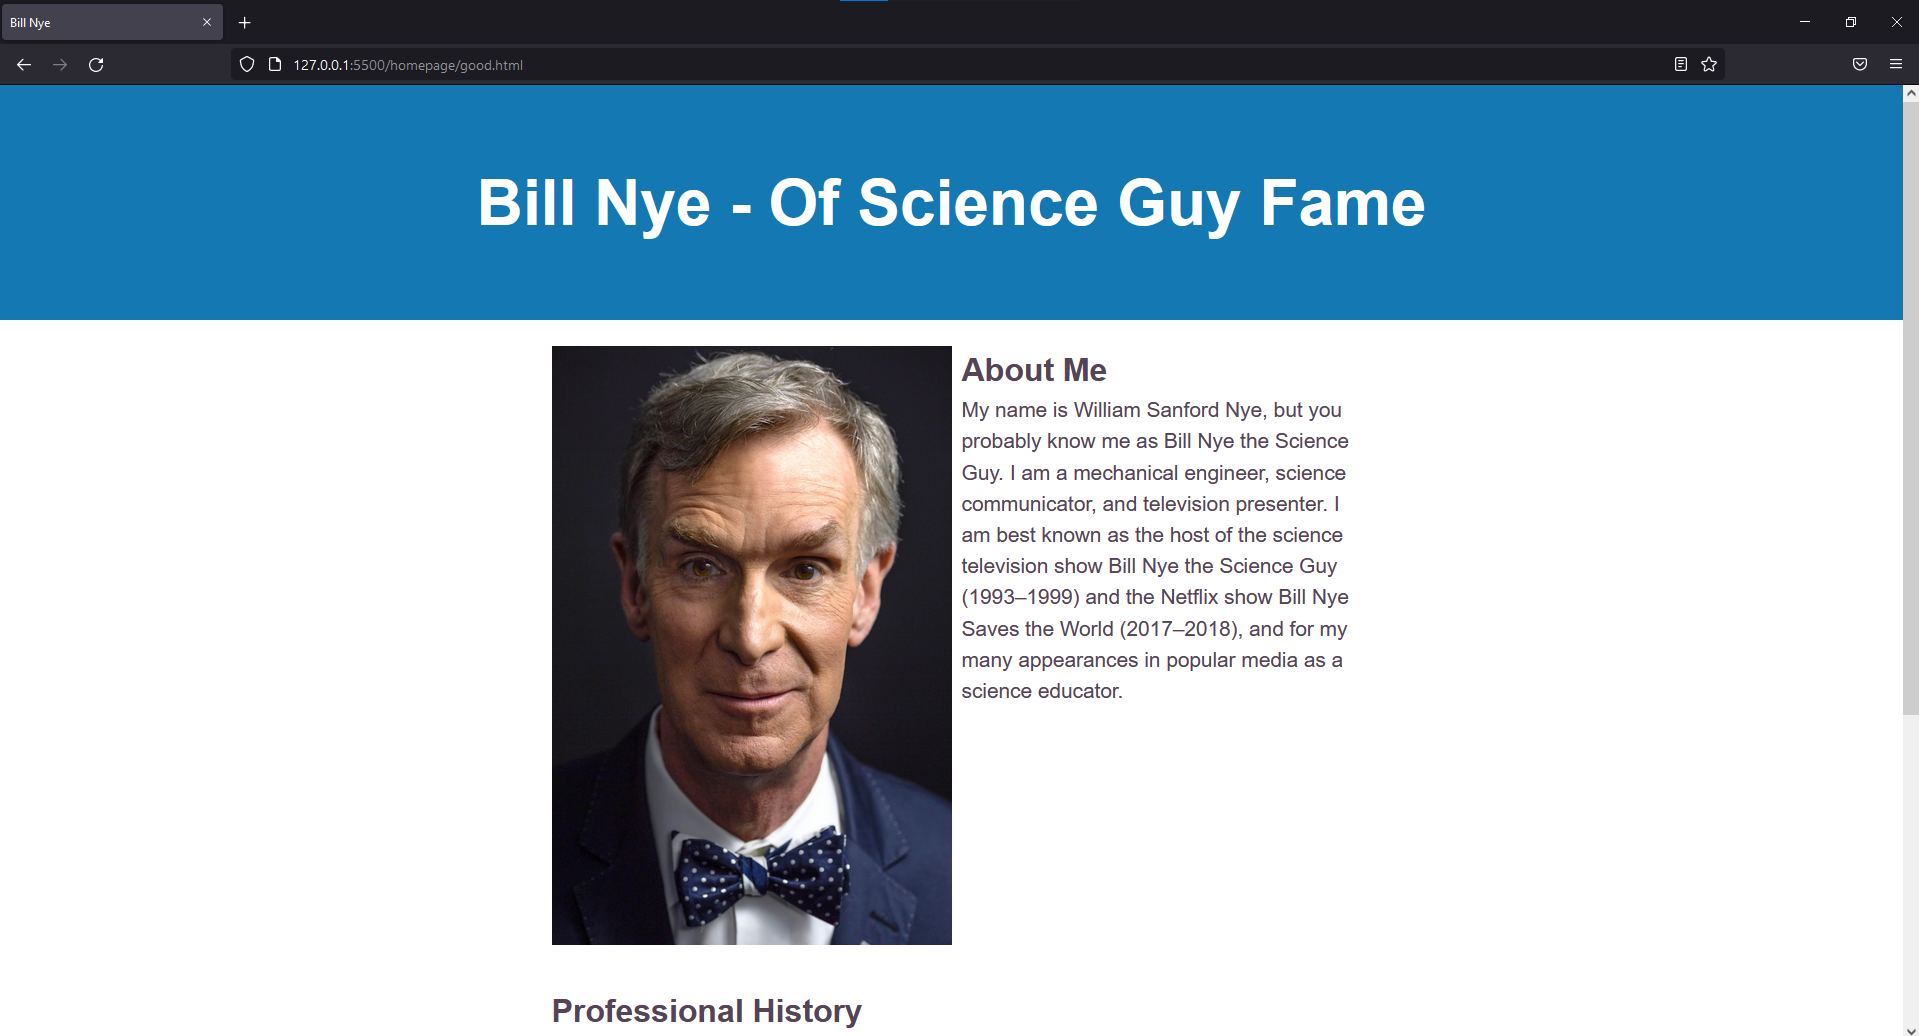 Bill Nye
127.0.0.1:5500/homepage/good.html
Bill Nye - Of Science Guy Fame
About Me
My name is William Sanford Nye, but you
probably know me as Bill Nye the Science
Guy. I am a mechanical engineer, science
communicator, and television presenter. I
am best known as the host of the science
television show Bill Nye the Science Guy
(1993–1999) and the Netflix show Bill Nye
Saves the World (2017–2018), and for my
many appearances in popular media as a
science educator.
Professional History